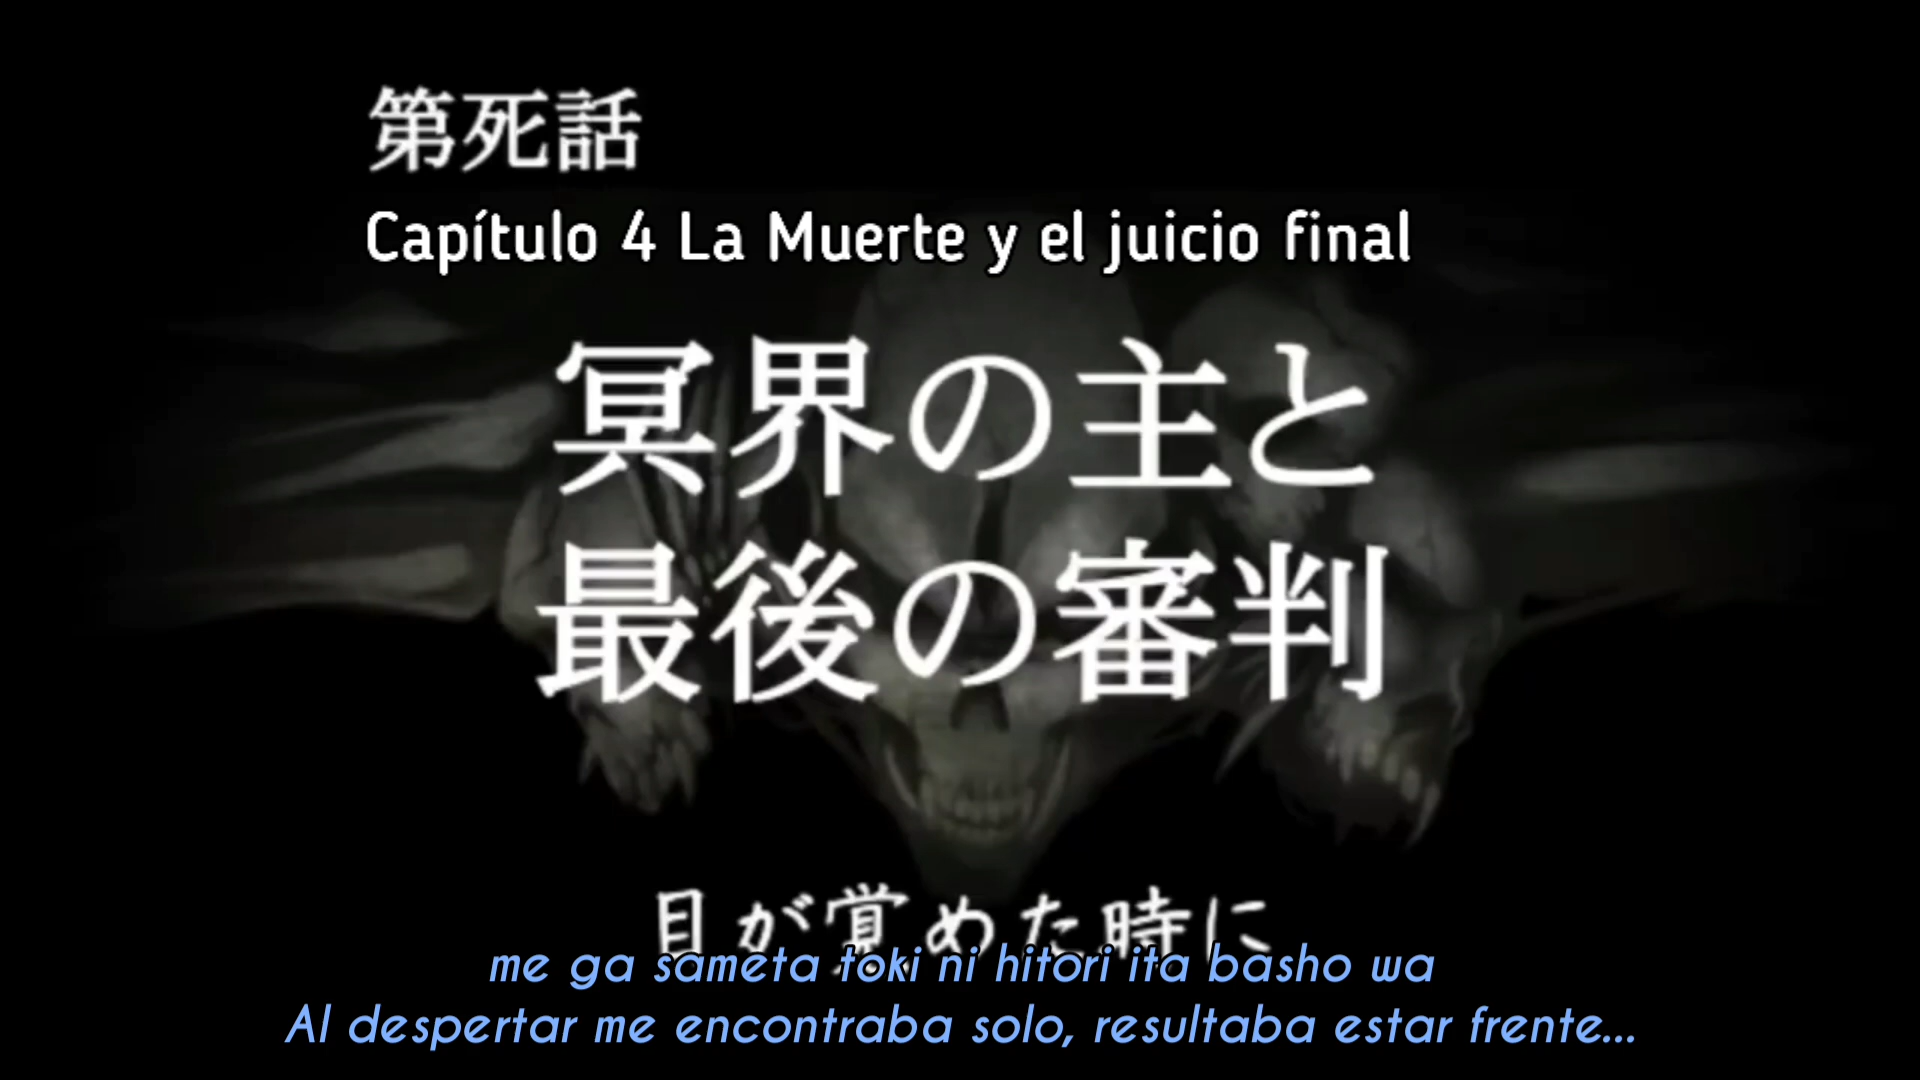 第死話
Capítulo 4 La Muerte y el juicio final
冥界の主と
最後の審判
目が覚めた時に
me ga sameta toki ni hitori ita basho wa
Al despertar me encontraba solo, resultaba estar frente...